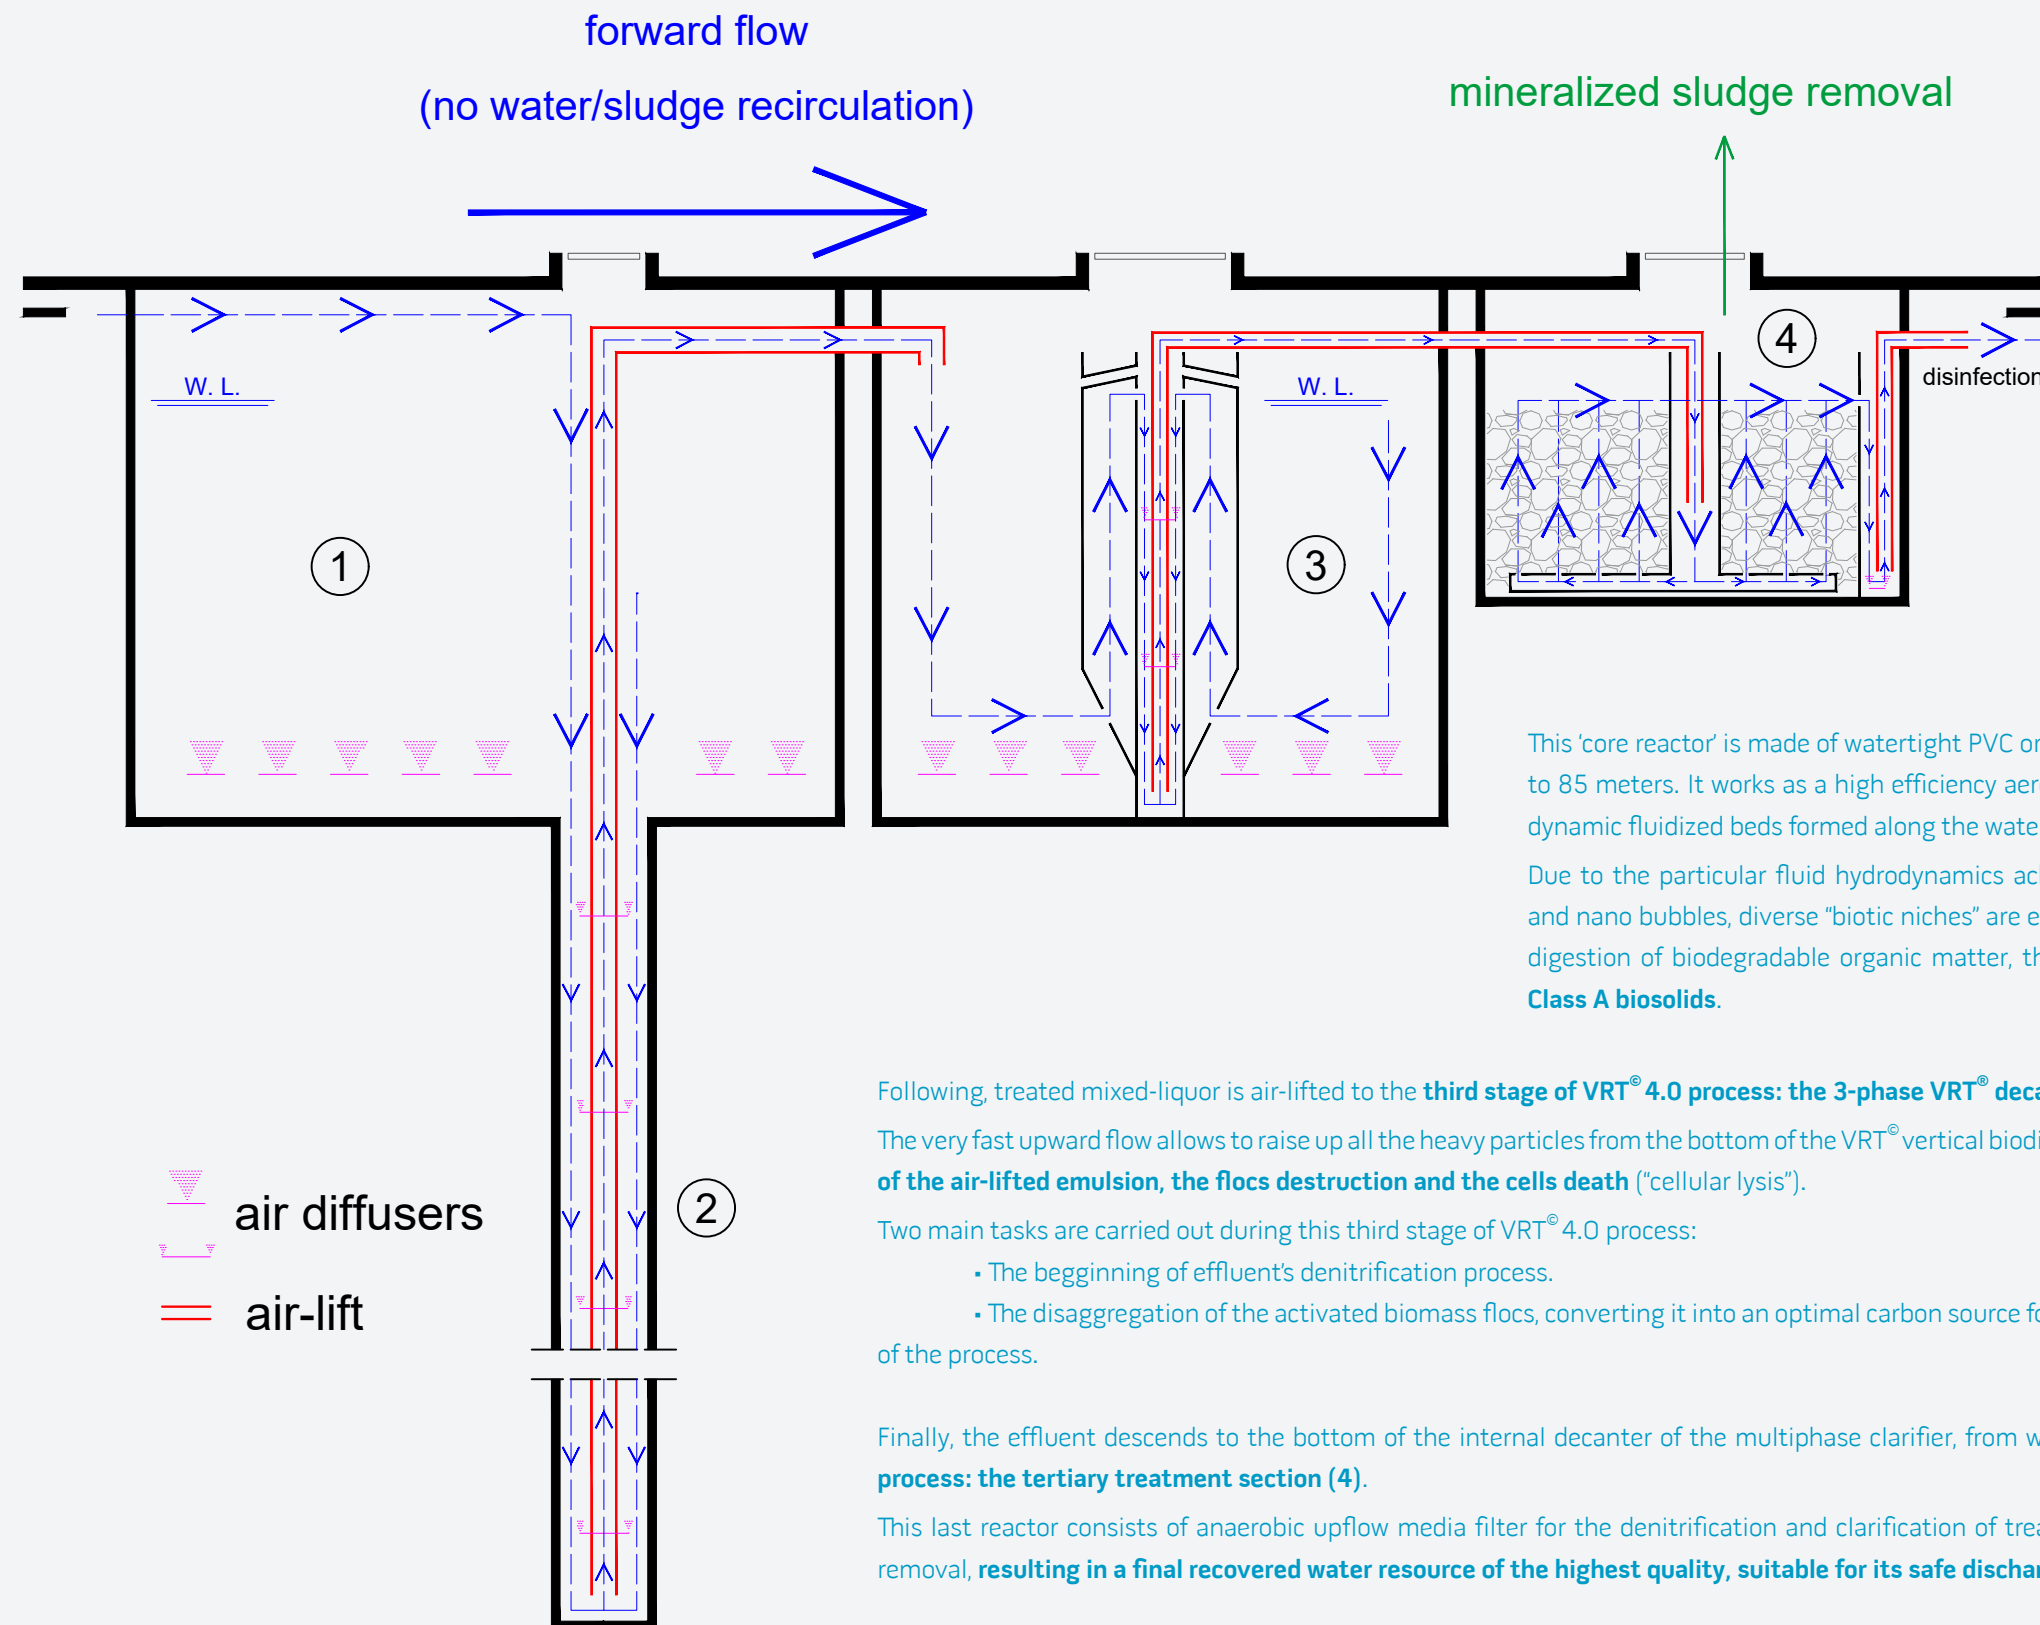 forward flow
(no water/sludge recirculation)
mineralized sludge removal
W. L.
W. L.
4
disinfection
1
3
2
air diffusers
air-lift
This ‘core reactor’ is made of watertight PVC or
to 85 meters. It works as a high efficiency
dynamic fluidized beds formed along the
Due to the particular fluid hydrodynamics
and nano bubbles, diverse “biotic niches” are
digestion of biodegradable organic matter,
Class A biosolids.
Following, treated mixed-liquor is air-lifted to the third stage of VRT© 4.0 process: the 3-phase VRT®
The very fast upward flow allows to raise up all the heavy particles from the bottom of the VRT© vertical
of the air-lifted emulsion, the flocs destruction and the cells death (“cellular lysis”).
Two main tasks are carried out during this third stage of VRT© 4.0 process:
• The begginning of effluent’s denitrification process.
• The disaggregation of the activated biomass flocs, converting it into an optimal carbon source
of the process.
Finally, the effluent descends to the bottom of the internal decanter of the multiphase clarifier, from
process: the tertiary treatment section (4).
This last reactor consists of anaerobic upflow media filter for the denitrification and clarification of
removal, resulting in a final recovered water resource of the highest quality, suitable for its safe